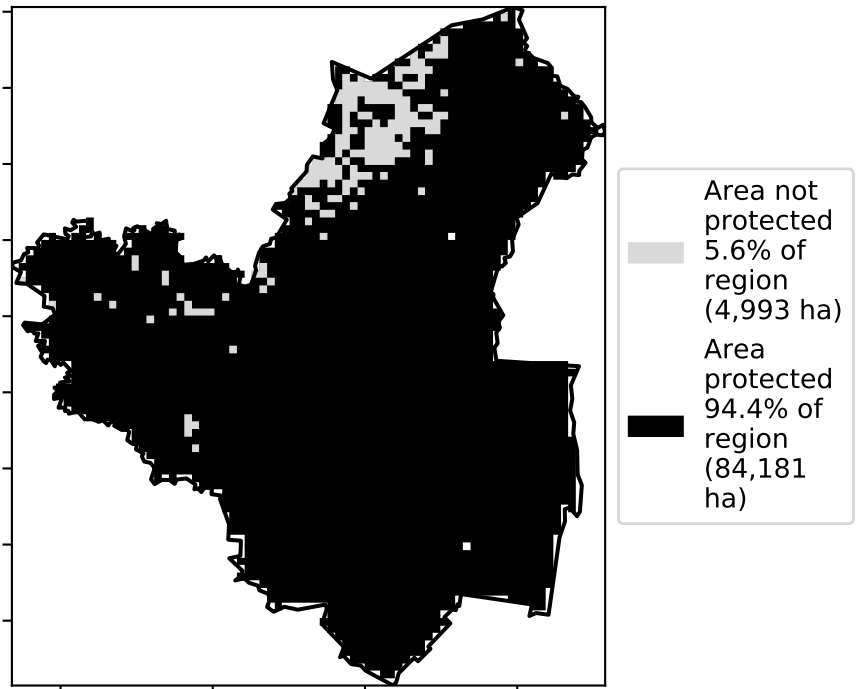 Area not
protected
5.6% of
region
(4,993 ha)
Area
protected
94.4% of
region
(84,181
ha)